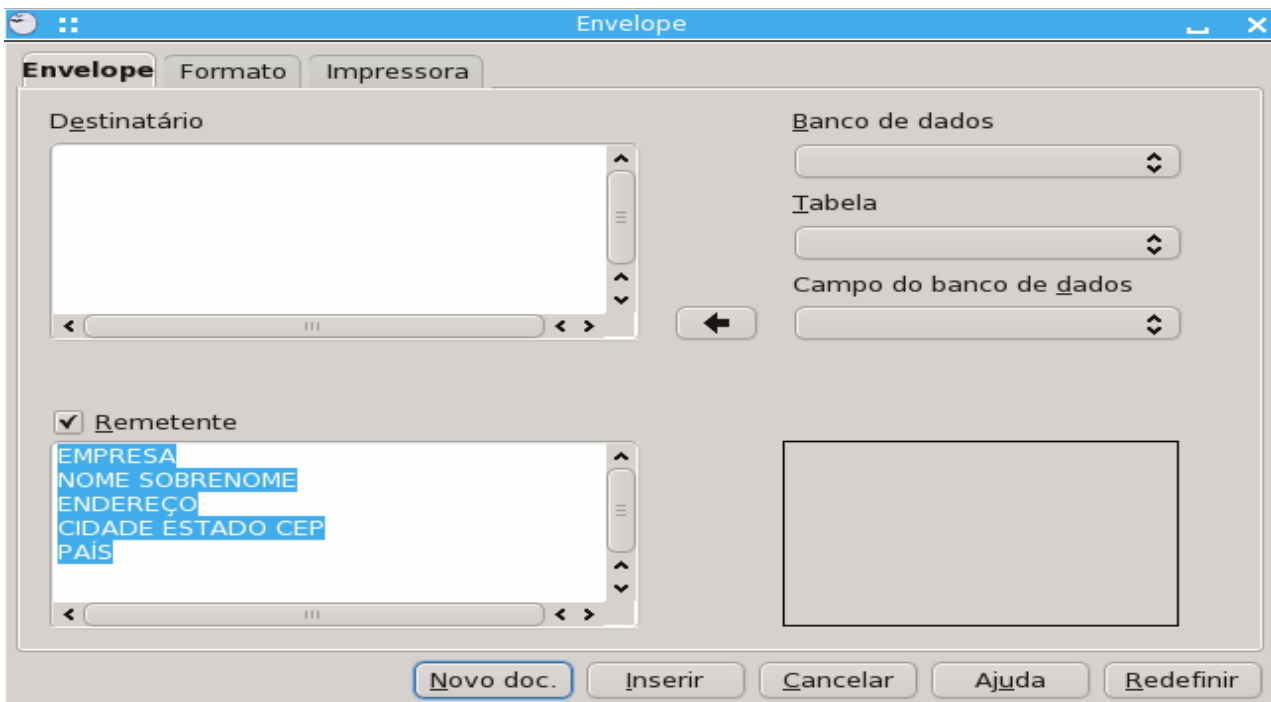 Envelope
Envelope Formato Impressora
Destinatário
Banco de dados
Tabela
Campo do banco de dados
Remetente
EMPRESA
NOME SOBRENOME
ENDEREÇO
CIDADE ESTADO CEP
PAÍS
Novo doc. Inserir Cancelar Ajuda Redefinir